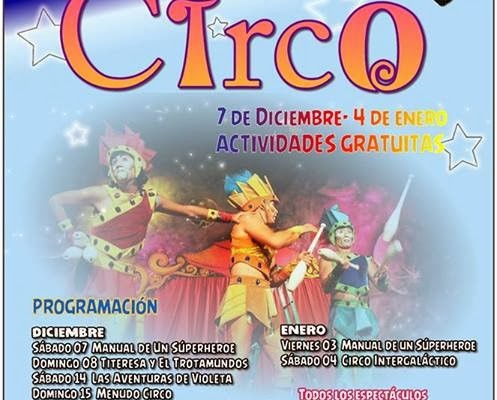 Circo
7 de Diciembre- 4 de enero
ACTIVIDADES GRATUITAS
PROGRAMACIÓN
DICIEMBRE
SÁBADO 07 MANUAL DE UN SÚPERHEROE
DOMINGO 08 TITERESA Y EL TROTAMUNDOS
SÁBADO 14 LAS AVENTURAS DE VIOLETA
DOMINGO 15 MENUDO CIRCO
ENERO
VIERNES 03 MANUAL DE UN SÚPERHEROE
SÁBADO 04 CIRCO INTERGALÁCTICO
TODOS LOS ESPECTÁCULOS